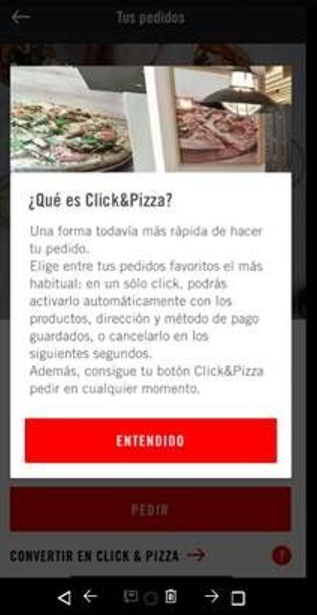 Tus pedidos
¿Qué es Click&Pizza?
Una forma todavía más rápida de hacer
tu pedido.
Elige entre tus pedidos favoritos el más
habitual; en un sólo click, podrás
activarlo automáticamente con los
productos, dirección y método de pago
guardados, o cancelarlo en los
siguientes segundos.
Además, consigue tu botón Click&Pizza
pedir en cualquier momento.
ENTENDIDO
PEDIR
CONVERTIR EN CLICK & PIZZA